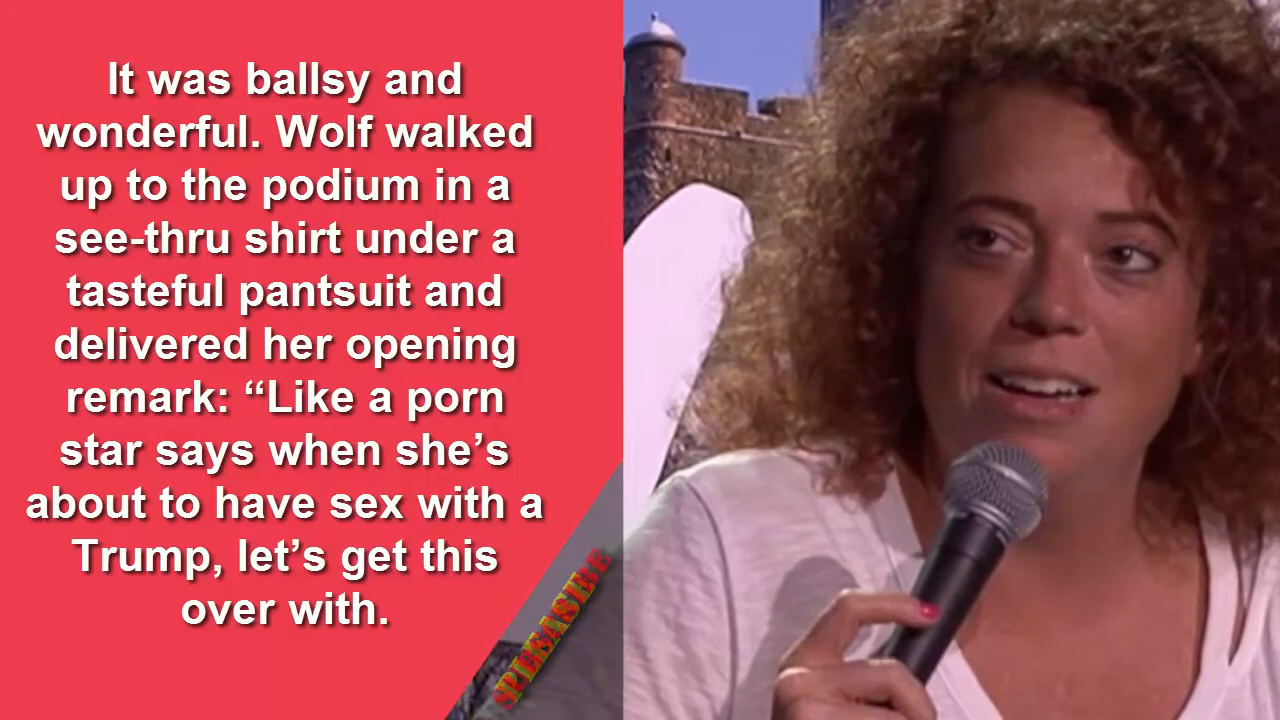 It was ballsy and
wonderful. Wolf walked
up to the podium in a
see-thru shirt under a
tasteful pantsuit and
delivered her opening
remark: “Like a porn
star says when she’s
about to have sex with a
Trump, let’s get this
over with.